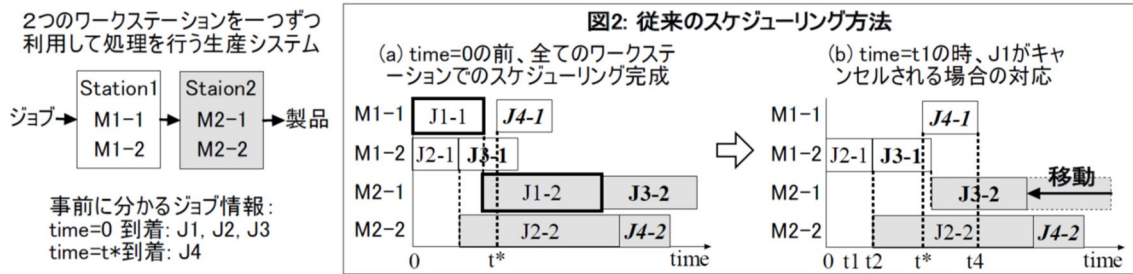 2つのワークステーションを一つずつ
利用して処理を行う生産システム
ジョブ
Station1
M1-1
M1-2
Staion2
M2-1
M2-2
製品
事前に分かるジョブ情報:
time=0 到着: J1, J2, J3
time=t*到着: J4
図2: 従来のスケジューリング方法
(a) time=0の前、全てのワークステ
ーションでのスケジューリング完成
M1-1
J1-1
J4-1
M1-2
J2-1
J3-1
M2-1
J1-2
J3-2
M2-2
J2-2
J4-2
0
t*
time
(b) time=t1の時、J1がキャ
ンセルされる場合の対応
M1-1
J4-1
M1-2
J2-1
J3-1
M2-1
J3-2
移動
M2-2
J2-2
J4-2
0
t1
t2
t*
t4
time